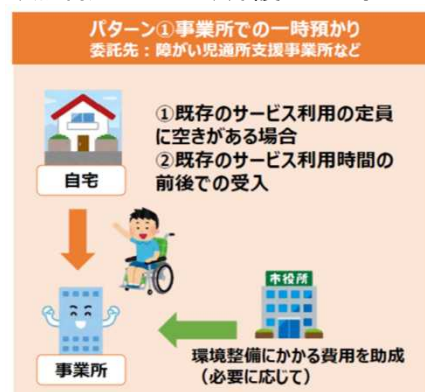 パターン①事業所での一時預かり
委託先：障がい児通所支援事業所など
①既存のサービス利用の定員
に空きがある場合
②既存のサービス利用時間の
前後での受入
自宅
市役所
事業所
環境整備にかかる費用を助成
（必要に応じて）